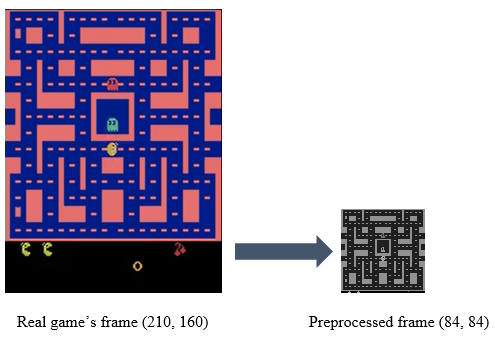 Real game’s frame (210, 160)
Preprocessed frame (84, 84)